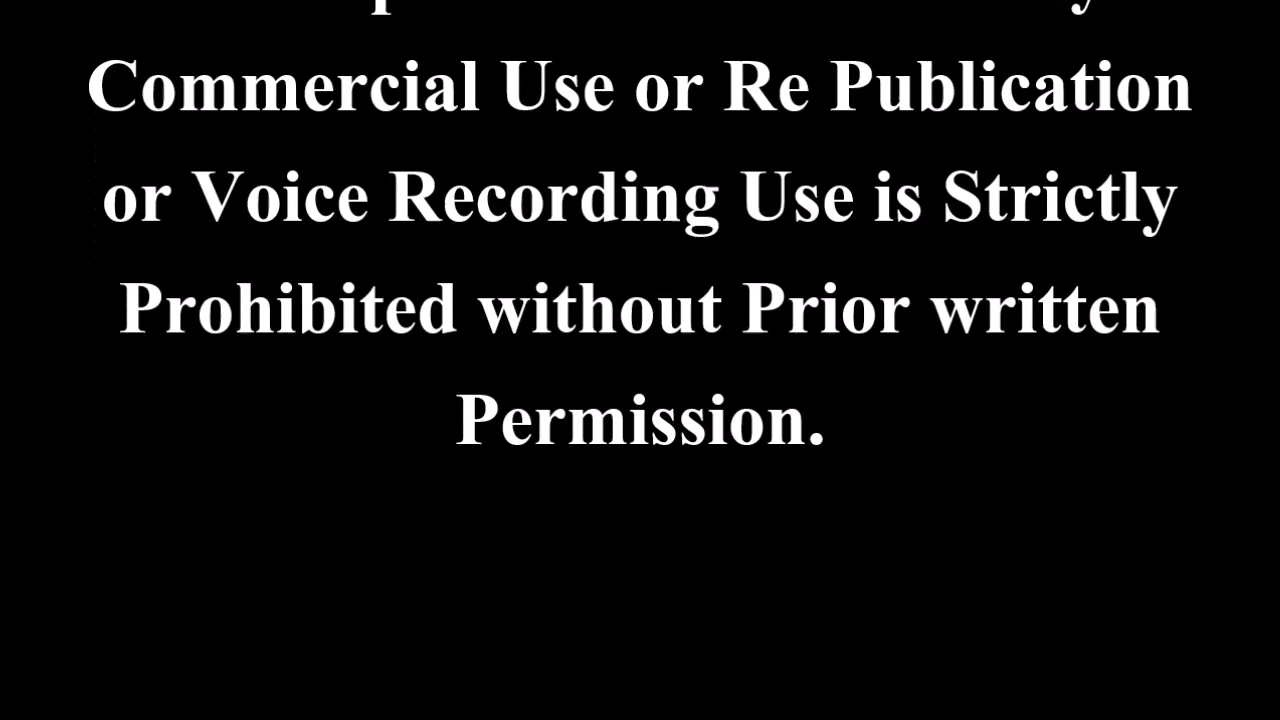 Commercial Use or Re Publication
or Voice Recording Use is Strictly
Prohibited without Prior written
Permission.